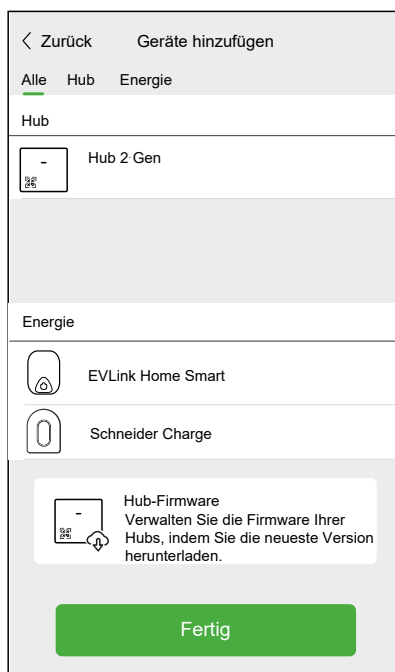 Zurück Geräte hinzufügen
Alle Hub Energie
Hub
Hub 2 Gen
Energie
EVLink Home Smart
Schneider Charge
Hub-Firmware
Verwalten Sie die Firmware Ihrer
Hubs, indem Sie die neueste Version
herunterladen.
Fertig